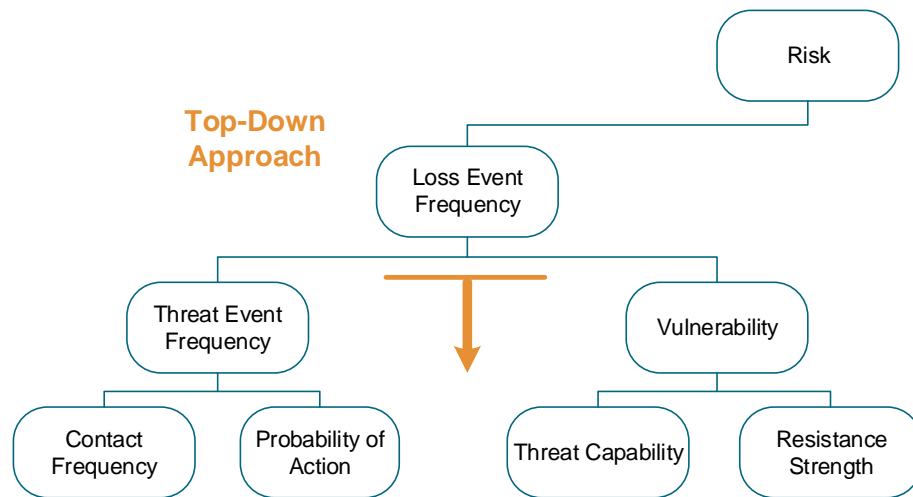 Risk
Top-Down
Approach
Loss Event
Frequency
Threat Event
Frequency
Vulnerability
Contact
Frequency
Probability of
Action
Threat Capability
Resistance
Strength